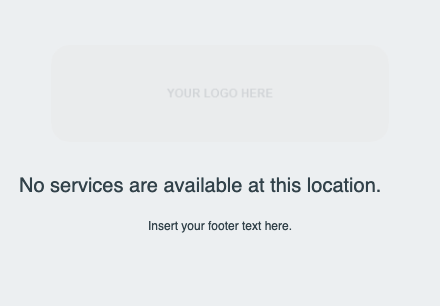 YOUR LOGO HERE
No services are available at this location.
Insert your footer text here.